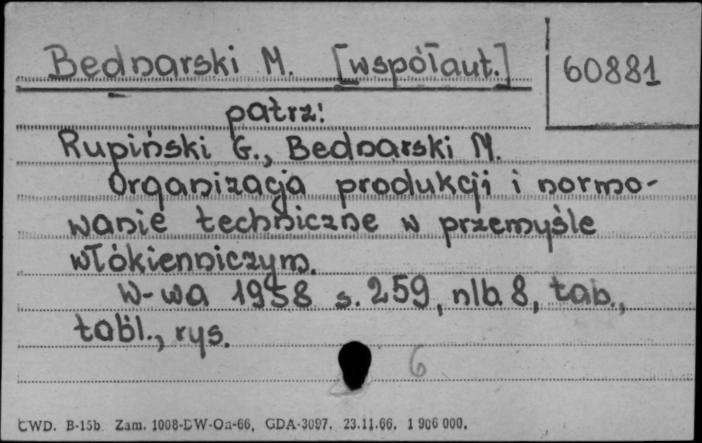 Bednarski M. [współaut.]
60881
patrz:
Rupiński G., Bednarski M.
Organizacja produkcji i normo-
wanie techniczne w przemyśle
włókienniczym.
W-wa 1958 s. 259, nlb. 8, tab.,
tabl., rys.
6
CWD. B-15b Zam. 1008-DW-On-66, GDA-3097. 23.11.66. 1 906 000.